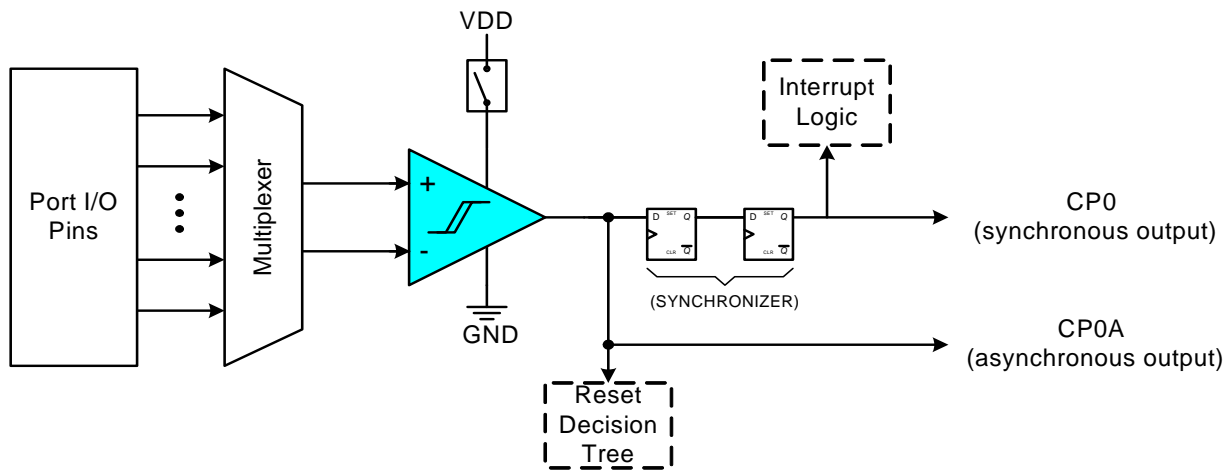 VDD
Interrupt
Logic
Port I/O
Pins
Multiplexer
+
-
D SET Q
CLR Q
D SET Q
CLR Q
(SYNCHRONIZER)
CP0
(synchronous output)
GND
CP0A
(asynchronous output)
Reset
Decision
Tree